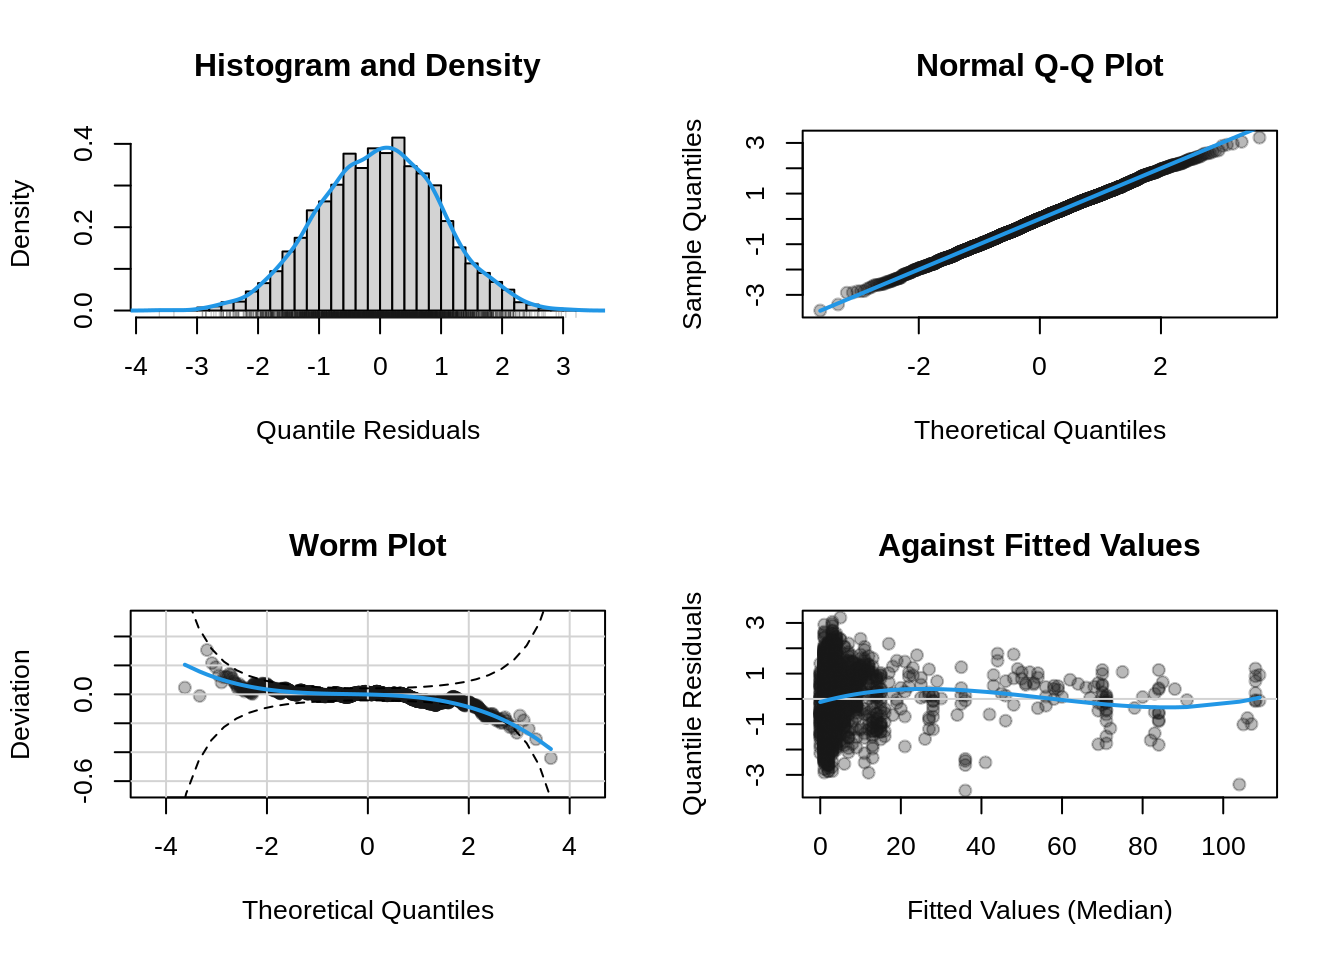 Histogram and Density
Density
0.0 0.2 0.4
-4 -3 -2 -1 0 1 2 3
Quantile Residuals
Normal Q-Q Plot
Sample Quantiles
-3 -1 1 3
-2 0 2
Theoretical Quantiles
Worm Plot
Deviation
-0.6 0.0
-4 -2 0 2 4
Theoretical Quantiles
Against Fitted Values
Quantile Residuals
-3 -1 1 3
0 20 40 60 80 100
Fitted Values (Median)